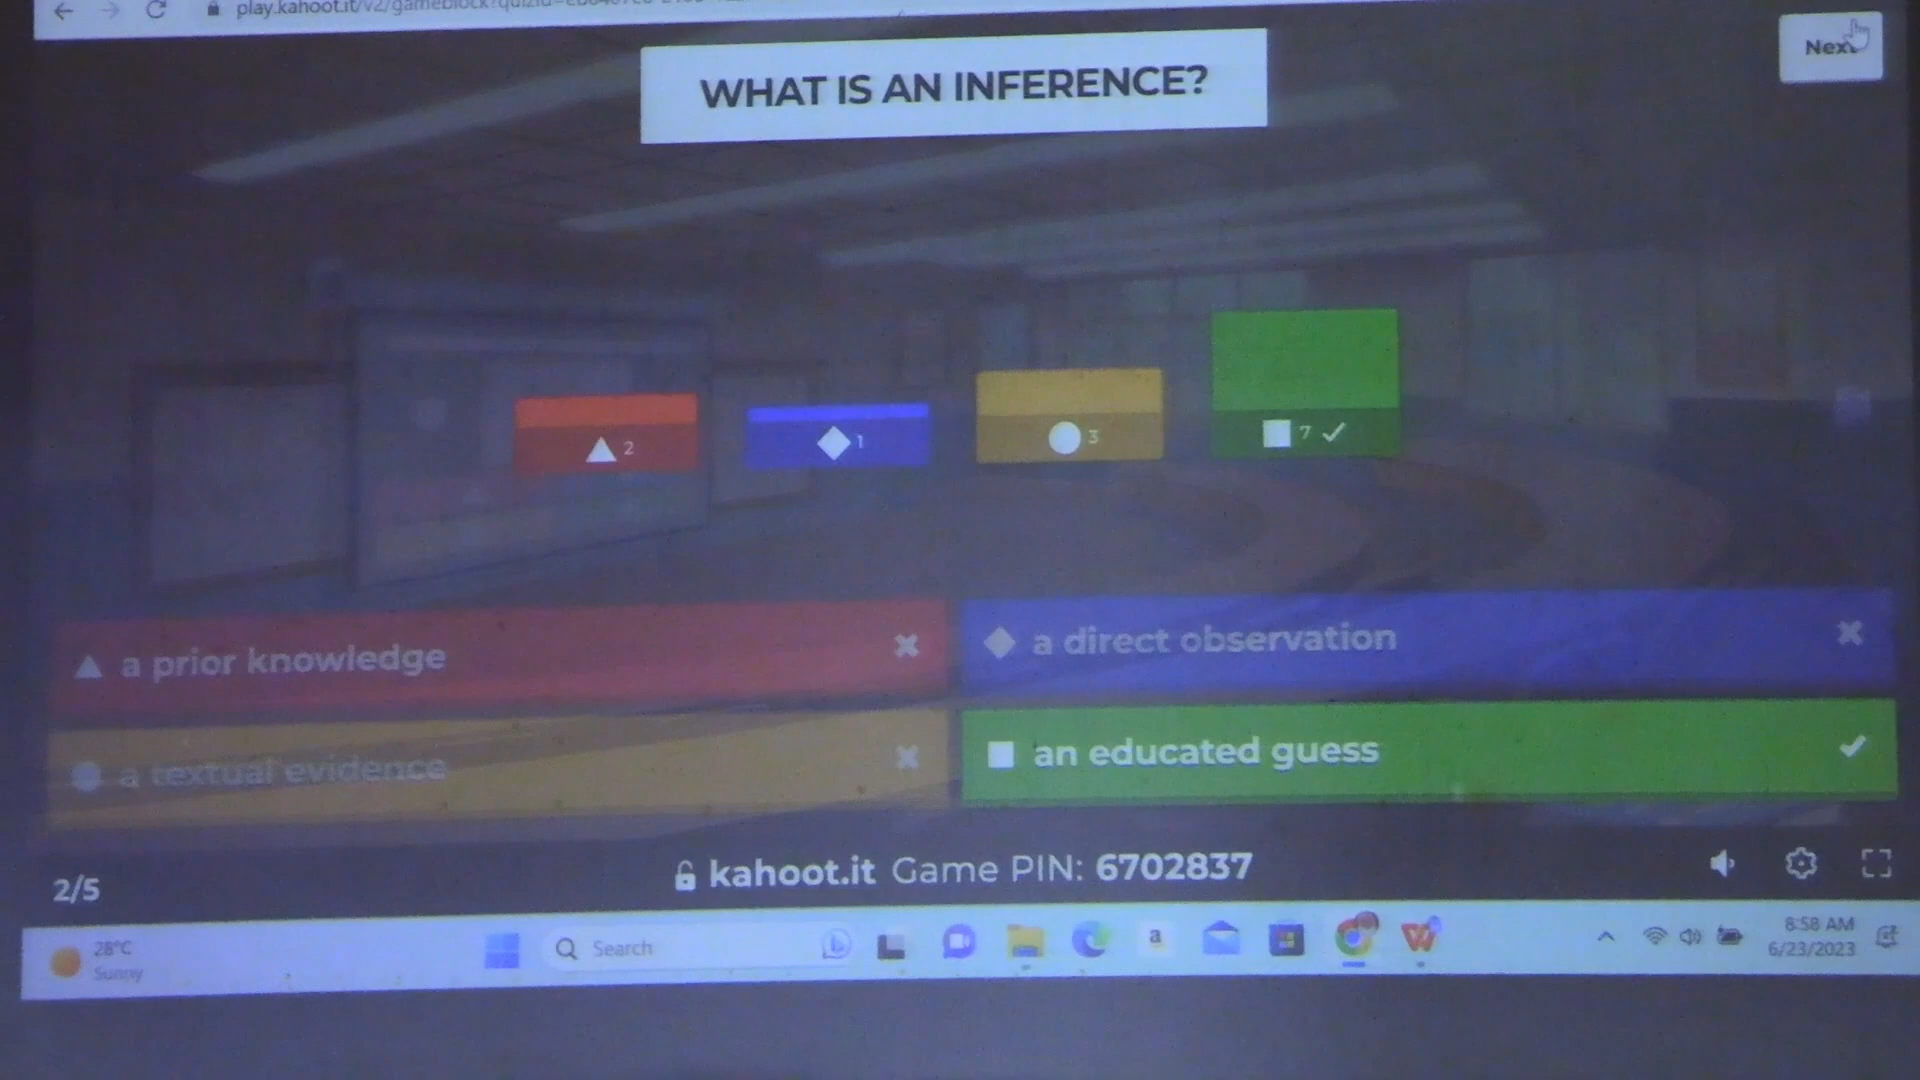 WHAT IS AN INFERENCE?
Next
2
1
3
7
a prior knowledge
a direct observation
a textual evidence
an educated guess
2/5
kahoot.it Game PIN: 6702837
28°C
Sunny
Search
a
8:58 AM
6/23/2023